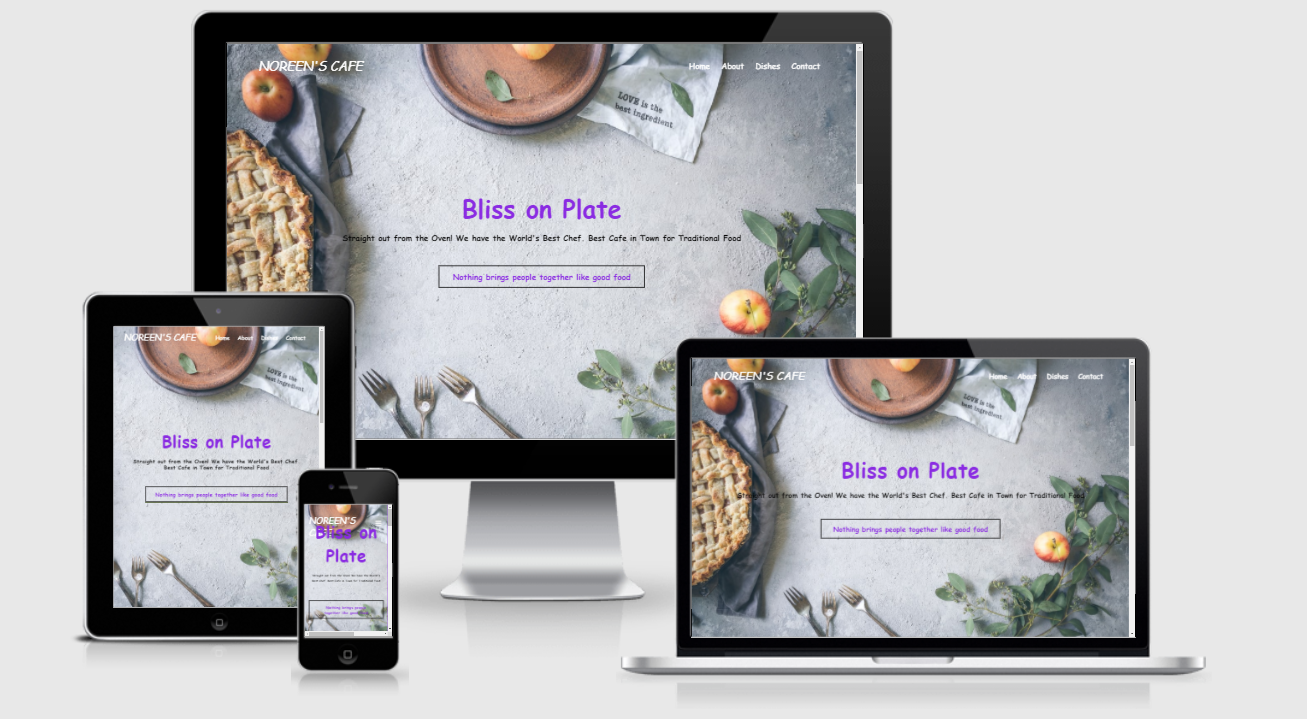 NOREEN'S CAFE
Home About Dishes Contact
LOVE is the
best ingredient
Bliss on Plate
Straight out from the Oven! We have the World's Best Chef. Best Cafe in Town for Traditional Food
Nothing brings people together like good food
NOREEN'S CAFE
Home About Dishes Contact
LOVE is the
best ingredient
Bliss on Plate
Straight out from the Oven! We have the World's Best Chef.
Best Cafe in Town for Traditional Food
Nothing brings people together like good food
NOREEN'S
Bliss on
Plate
Nothing brings people
together like good food
NOREEN'S CAFE
Home About Dishes Contact
LOVE is the
best ingredient
Bliss on Plate
Straight out from the Oven! We have the World's Best Chef. Best Cafe in Town for Traditional Food
Nothing brings people together like good food